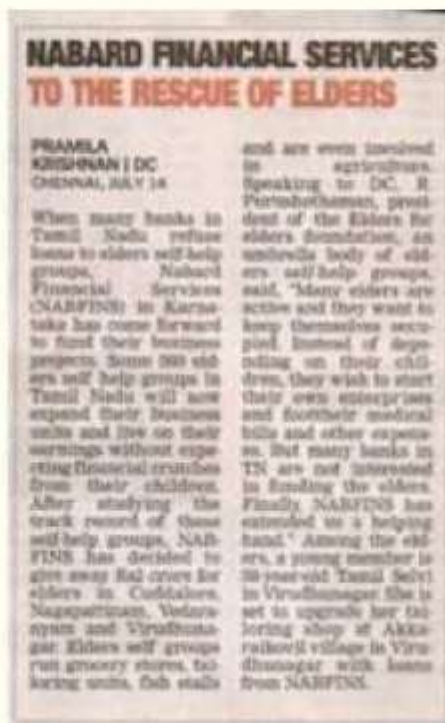 NABARD FINANCIAL SERVICES
TO THE RESCUE OF ELDERS
PRAMILA
KRISHNAN | DC
CHENNAI, JULY 14
When many banks in
Tamil Nadu refuse
loans to elders self-help
groups, Nabard
Financial Services
(NABFINS) in Karna-
taka has come forward
to fund their business
projects. Some eld-
ers self help groups in
Tamil Nadu will now
expand their business
units and live on their
earnings without expe-
cting financial crunches
from their children.
After studying the
track record of these
self-help groups, NAB-
FINS has decided to
give away crore for
elders in Cuddalore,
Nagapattinam, Vedara-
nyam and Virudhuna-
gar. Elders self groups
run grocery stores, tai-
loring units, fish stalls
and are even involved
in agriculture.
Speaking to DC, R.
Purushothaman, presi-
dent of the Elders for
elders foundation, an
umbrella body of eld-
ers self-help groups,
said, "Many elders are
active and they want to
keep themselves occu-
pied. Instead of depe-
nding on their chil-
dren, they wish to start
their own enterprises
and foot their medical
bills and other expens-
es. But many banks in
TN are not interested
in funding the elders.
Finally, NABFINS has
extended us a helping
hand." Among the eld-
ers, a young member is
Tamil Selvi
in Virudhunagar. She is
set to upgrade her tai-
loring shop at
village in Viru-
dhunagar with loans
from NABFINS.